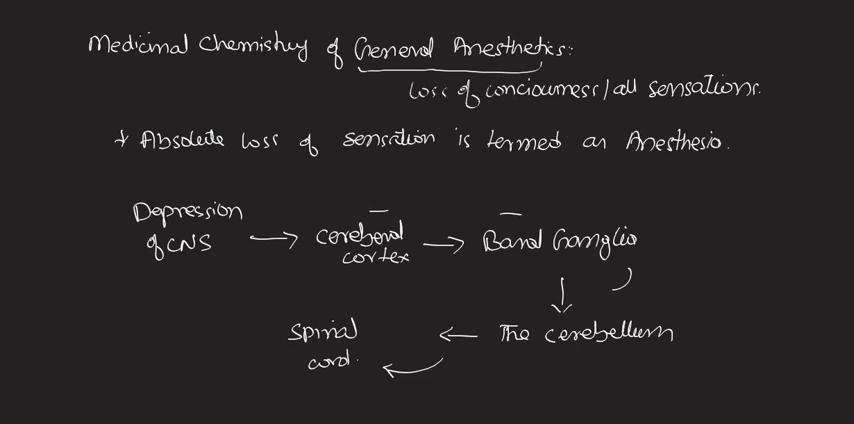 Medicinal Chemistry of General Anesthetics:
Loss of conciousness/all sensations.
+ Absolute loss of sensation is termed as Anesthesia.
Depression of CNS → cerebral cortex → Basal Ganglia
↓
Spinal cord. ← The cerebellum